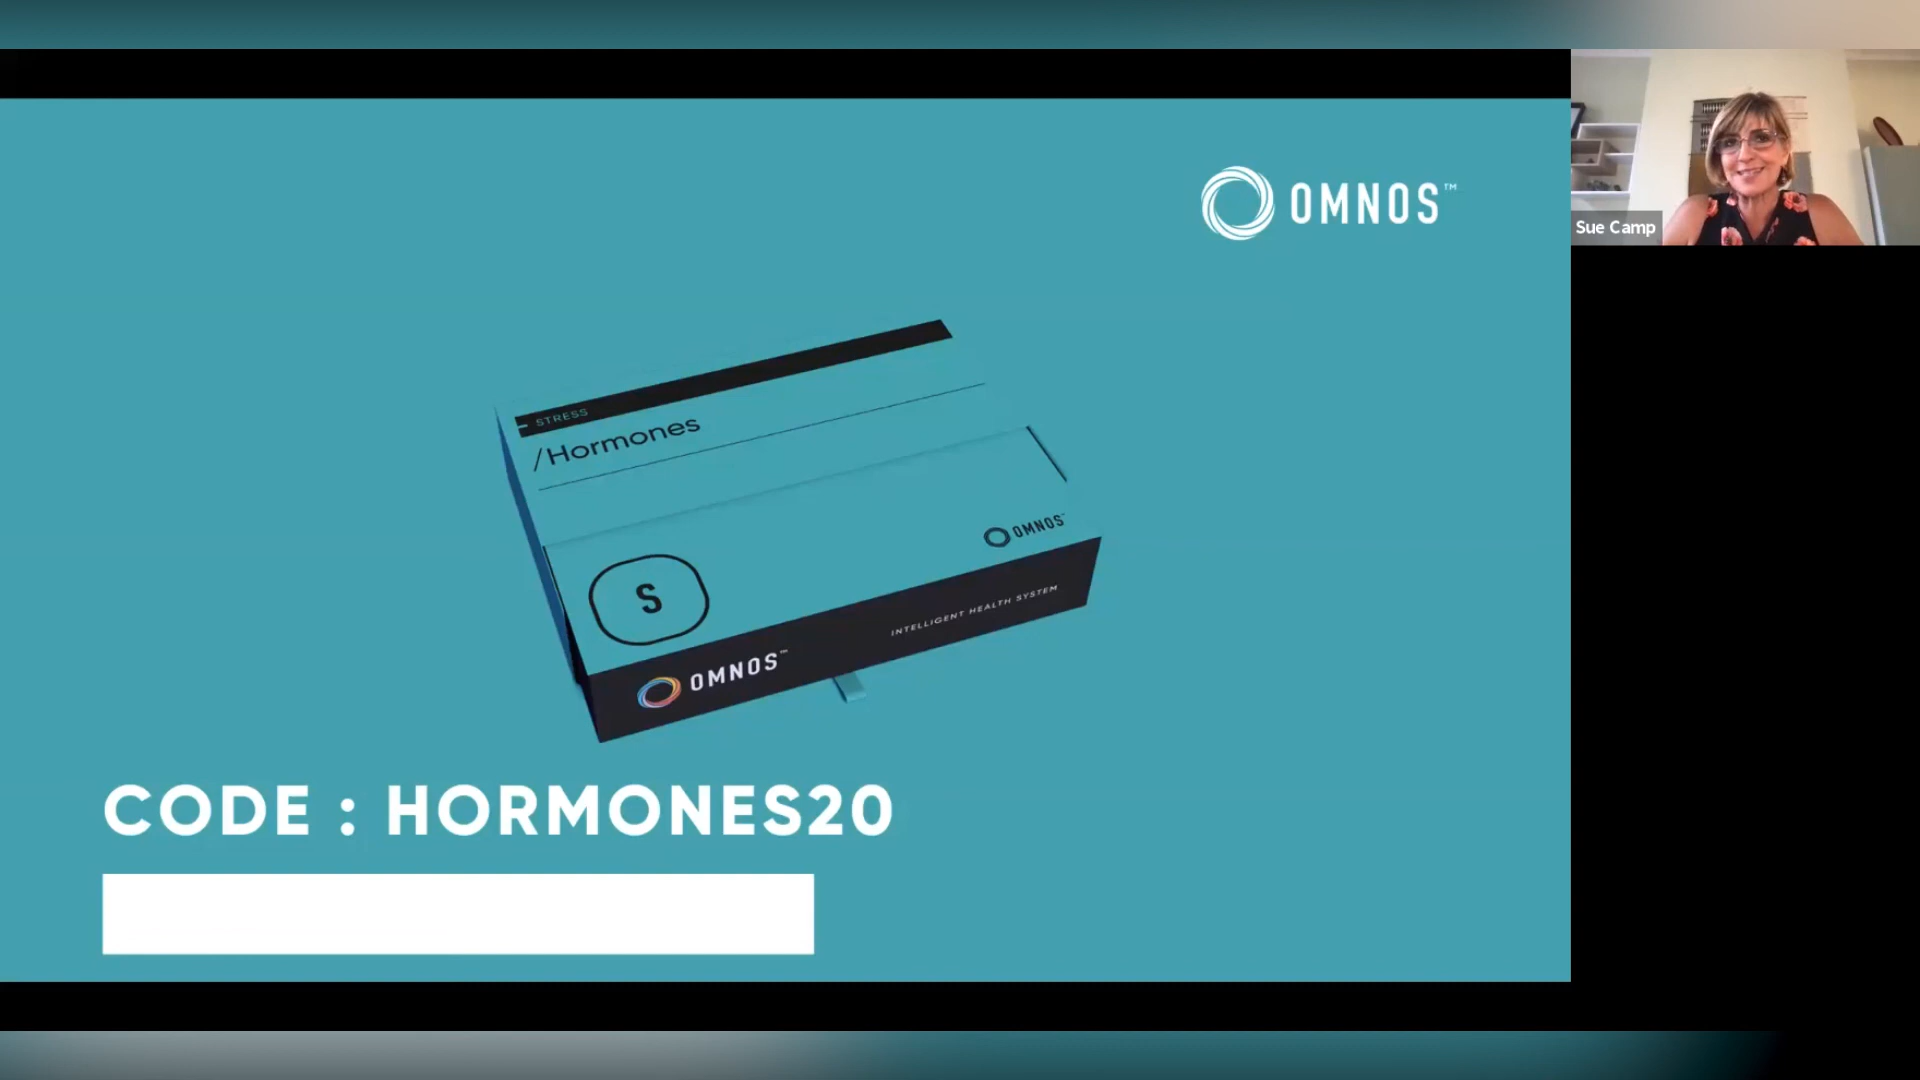 OMNOS™
Sue Camp
STRESS
/Hormones
OMNOS™
S
OMNOS™
INTELLIGENT HEALTH SYSTEM
CODE : HORMONES20